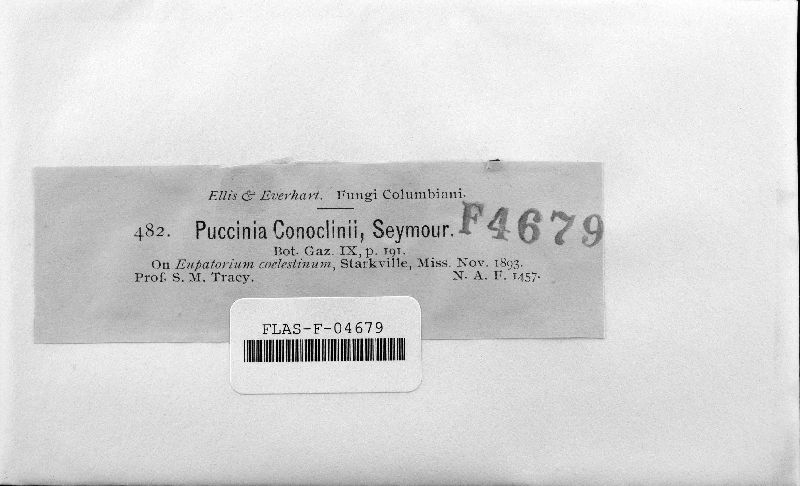 Ellis & Everhart. Fungi Columbiani.
482. Puccinia Conoclinii, Seymour. F4679
Bot. Gaz. IX, p. 191.
On Eupatorium coelestinum, Starkville, Miss. Nov. 1893.
Prof. S. M. Tracy. N. A. F. 1457.
FLAS-F-04679